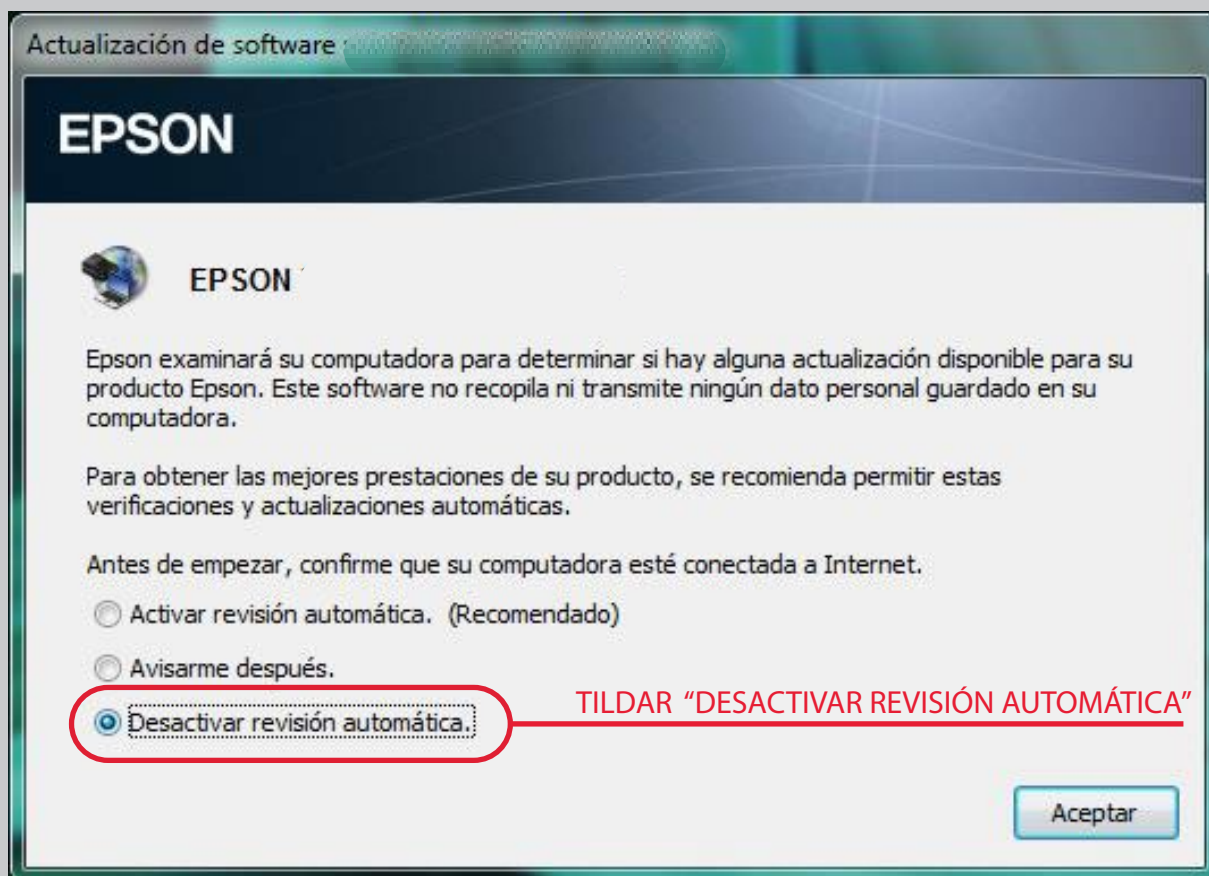 Actualización de software
EPSON
EPSON
Epson examinará su computadora para determinar si hay alguna actualización disponible para su
producto Epson. Este software no recopila ni transmite ningún dato personal guardado en su
computadora.
Para obtener las mejores prestaciones de su producto, se recomienda permitir estas
verificaciones y actualizaciones automáticas.
Antes de empezar, confirme que su computadora esté conectada a Internet.
Activar revisión automática. (Recomendado)
Avisarme después.
Desactivar revisión automática.
TILDAR “DESACTIVAR REVISIÓN AUTOMÁTICA”
Aceptar